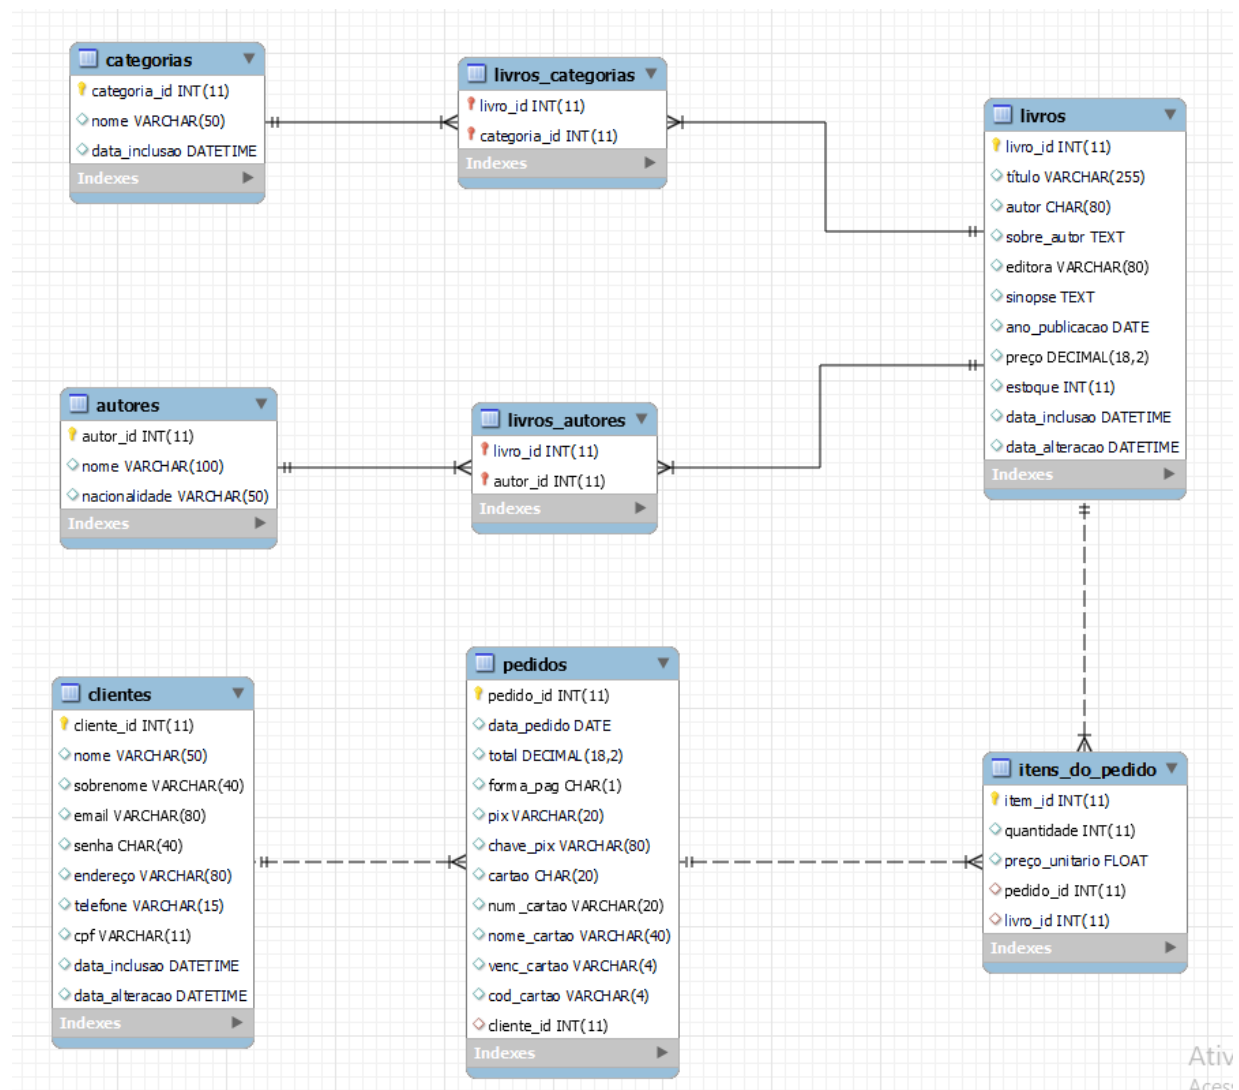 categorias
categoria_id INT(11)
nome VARCHAR(50)
data_inclusao DATETIME
Indexes
livros_categorias
livro_id INT(11)
categoria_id INT(11)
Indexes
livros
livro_id INT(11)
título VARCHAR(255)
autor CHAR(80)
sobre_autor TEXT
editora VARCHAR(80)
sinopse TEXT
ano_publicacao DATE
preço DECIMAL(18,2)
estoque INT(11)
data_inclusao DATETIME
data_alteracao DATETIME
Indexes
autores
autor_id INT(11)
nome VARCHAR(100)
nacionalidade VARCHAR(50)
Indexes
livros_autores
livro_id INT(11)
autor_id INT(11)
Indexes
clientes
cliente_id INT(11)
nome VARCHAR(50)
sobrenome VARCHAR(40)
email VARCHAR(80)
senha CHAR(40)
endereço VARCHAR(80)
telefone VARCHAR(15)
cpf VARCHAR(11)
data_inclusao DATETIME
data_alteracao DATETIME
Indexes
pedidos
pedido_id INT(11)
data_pedido DATE
total DECIMAL(18,2)
forma_pag CHAR(1)
pix VARCHAR(20)
chave_pix VARCHAR(80)
cartao CHAR(20)
num_cartao VARCHAR(20)
nome_cartao VARCHAR(40)
venc_cartao VARCHAR(4)
cod_cartao VARCHAR(4)
cliente_id INT(11)
Indexes
itens_do_pedido
item_id INT(11)
quantidade INT(11)
preço_unitario FLOAT
pedido_id INT(11)
livro_id INT(11)
Indexes
Ativ